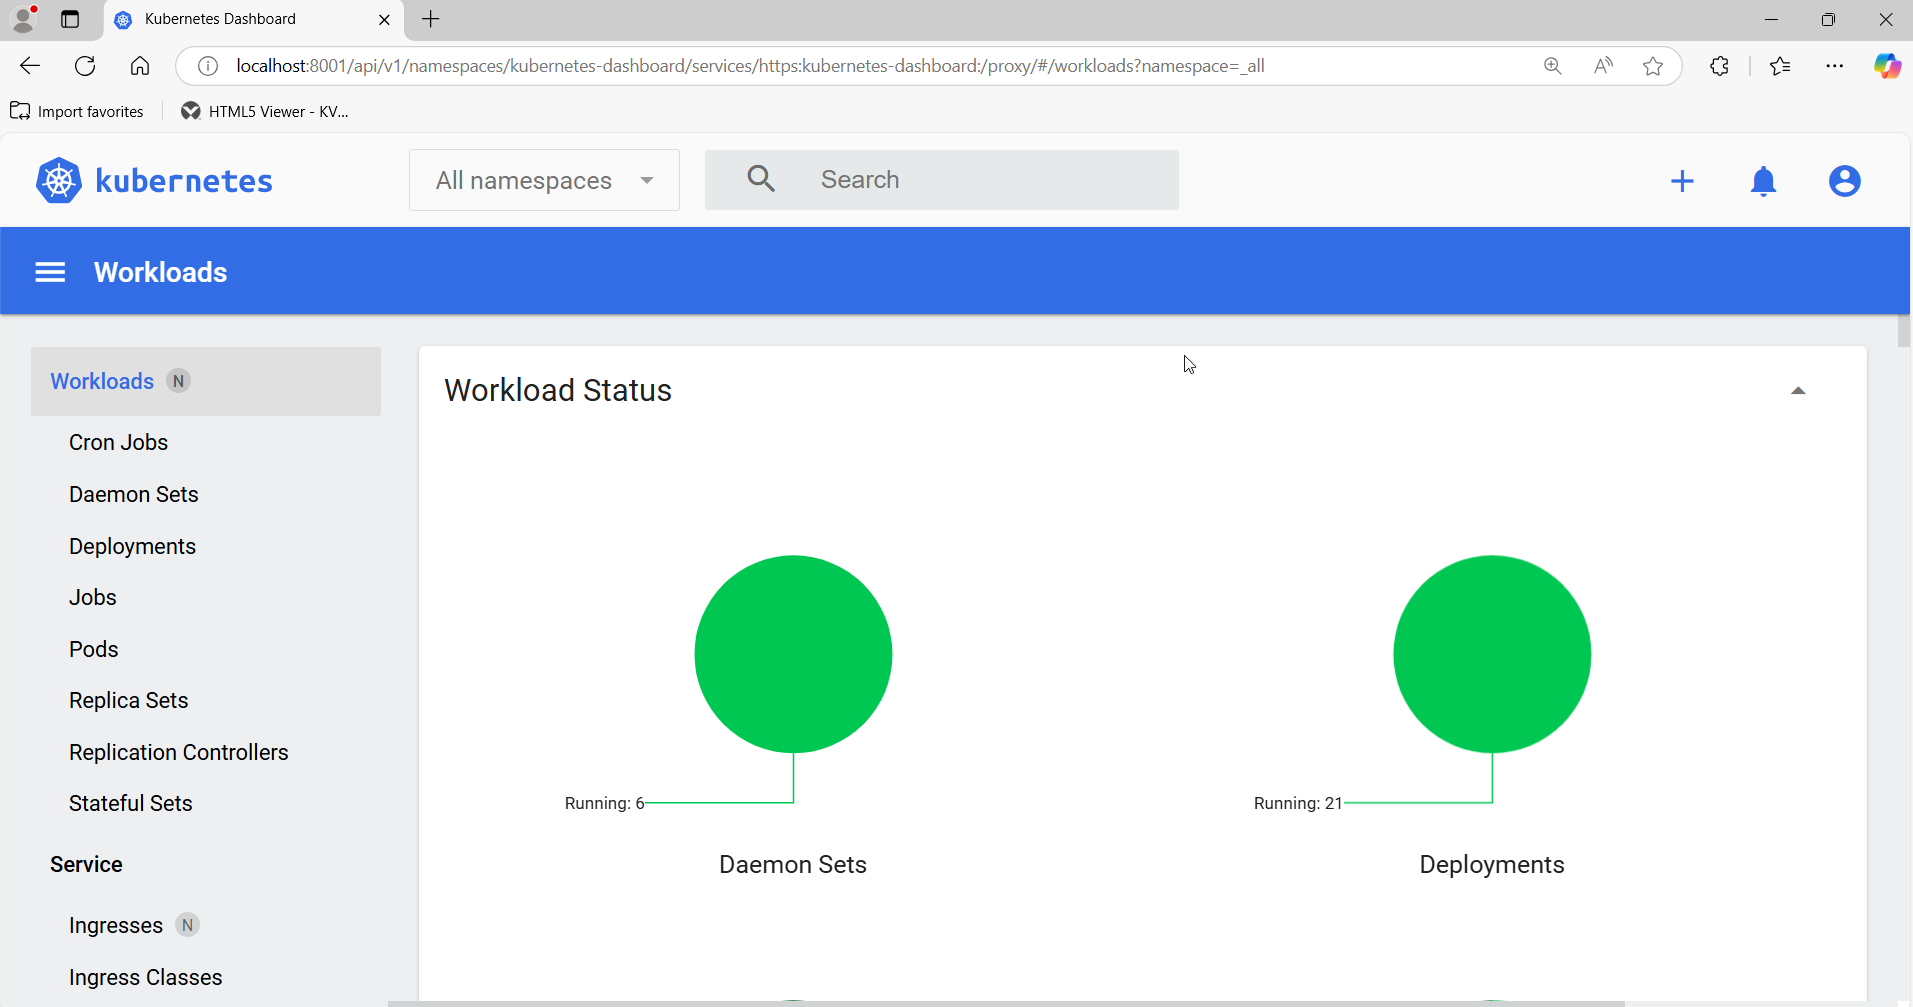 Kubernetes Dashboard
localhost:8001/api/v1/namespaces/kubernetes-dashboard/services/https:kubernetes-dashboard:/proxy/#/workloads?namespace=_all
Import favorites
HTML5 Viewer - KV...
kubernetes
All namespaces
Search
Workloads
Workloads N
Cron Jobs
Daemon Sets
Deployments
Jobs
Pods
Replica Sets
Replication Controllers
Stateful Sets
Service
Ingresses N
Ingress Classes
Workload Status
Running: 6
Daemon Sets
Running: 21
Deployments